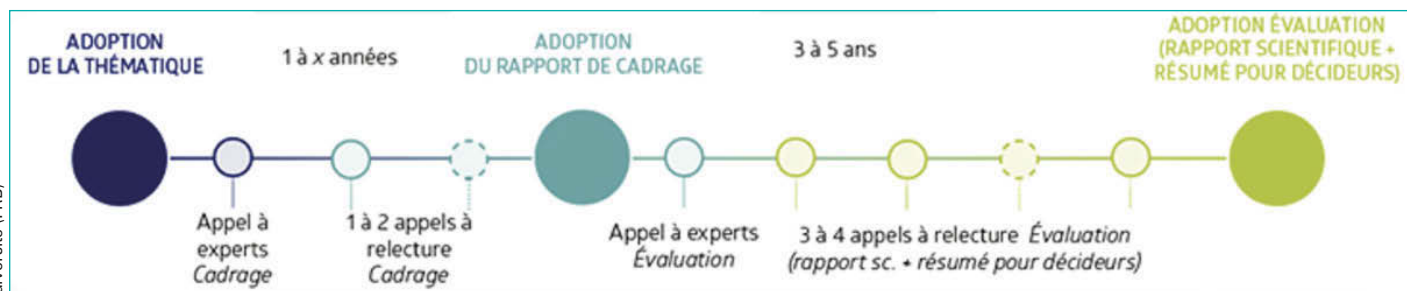 ADOPTION
DE LA THÉMATIQUE
1 à x années
ADOPTION
DU RAPPORT DE CADRAGE
3 à 5 ans
ADOPTION ÉVALUATION
(RAPPORT SCIENTIFIQUE +
RÉSUMÉ POUR DÉCIDEURS)
Appel à
experts
Cadrage
1 à 2 appels à
relecture
Cadrage
Appel à experts
Évaluation
3 à 4 appels à relecture Évaluation
(rapport sc. + résumé pour décideurs)